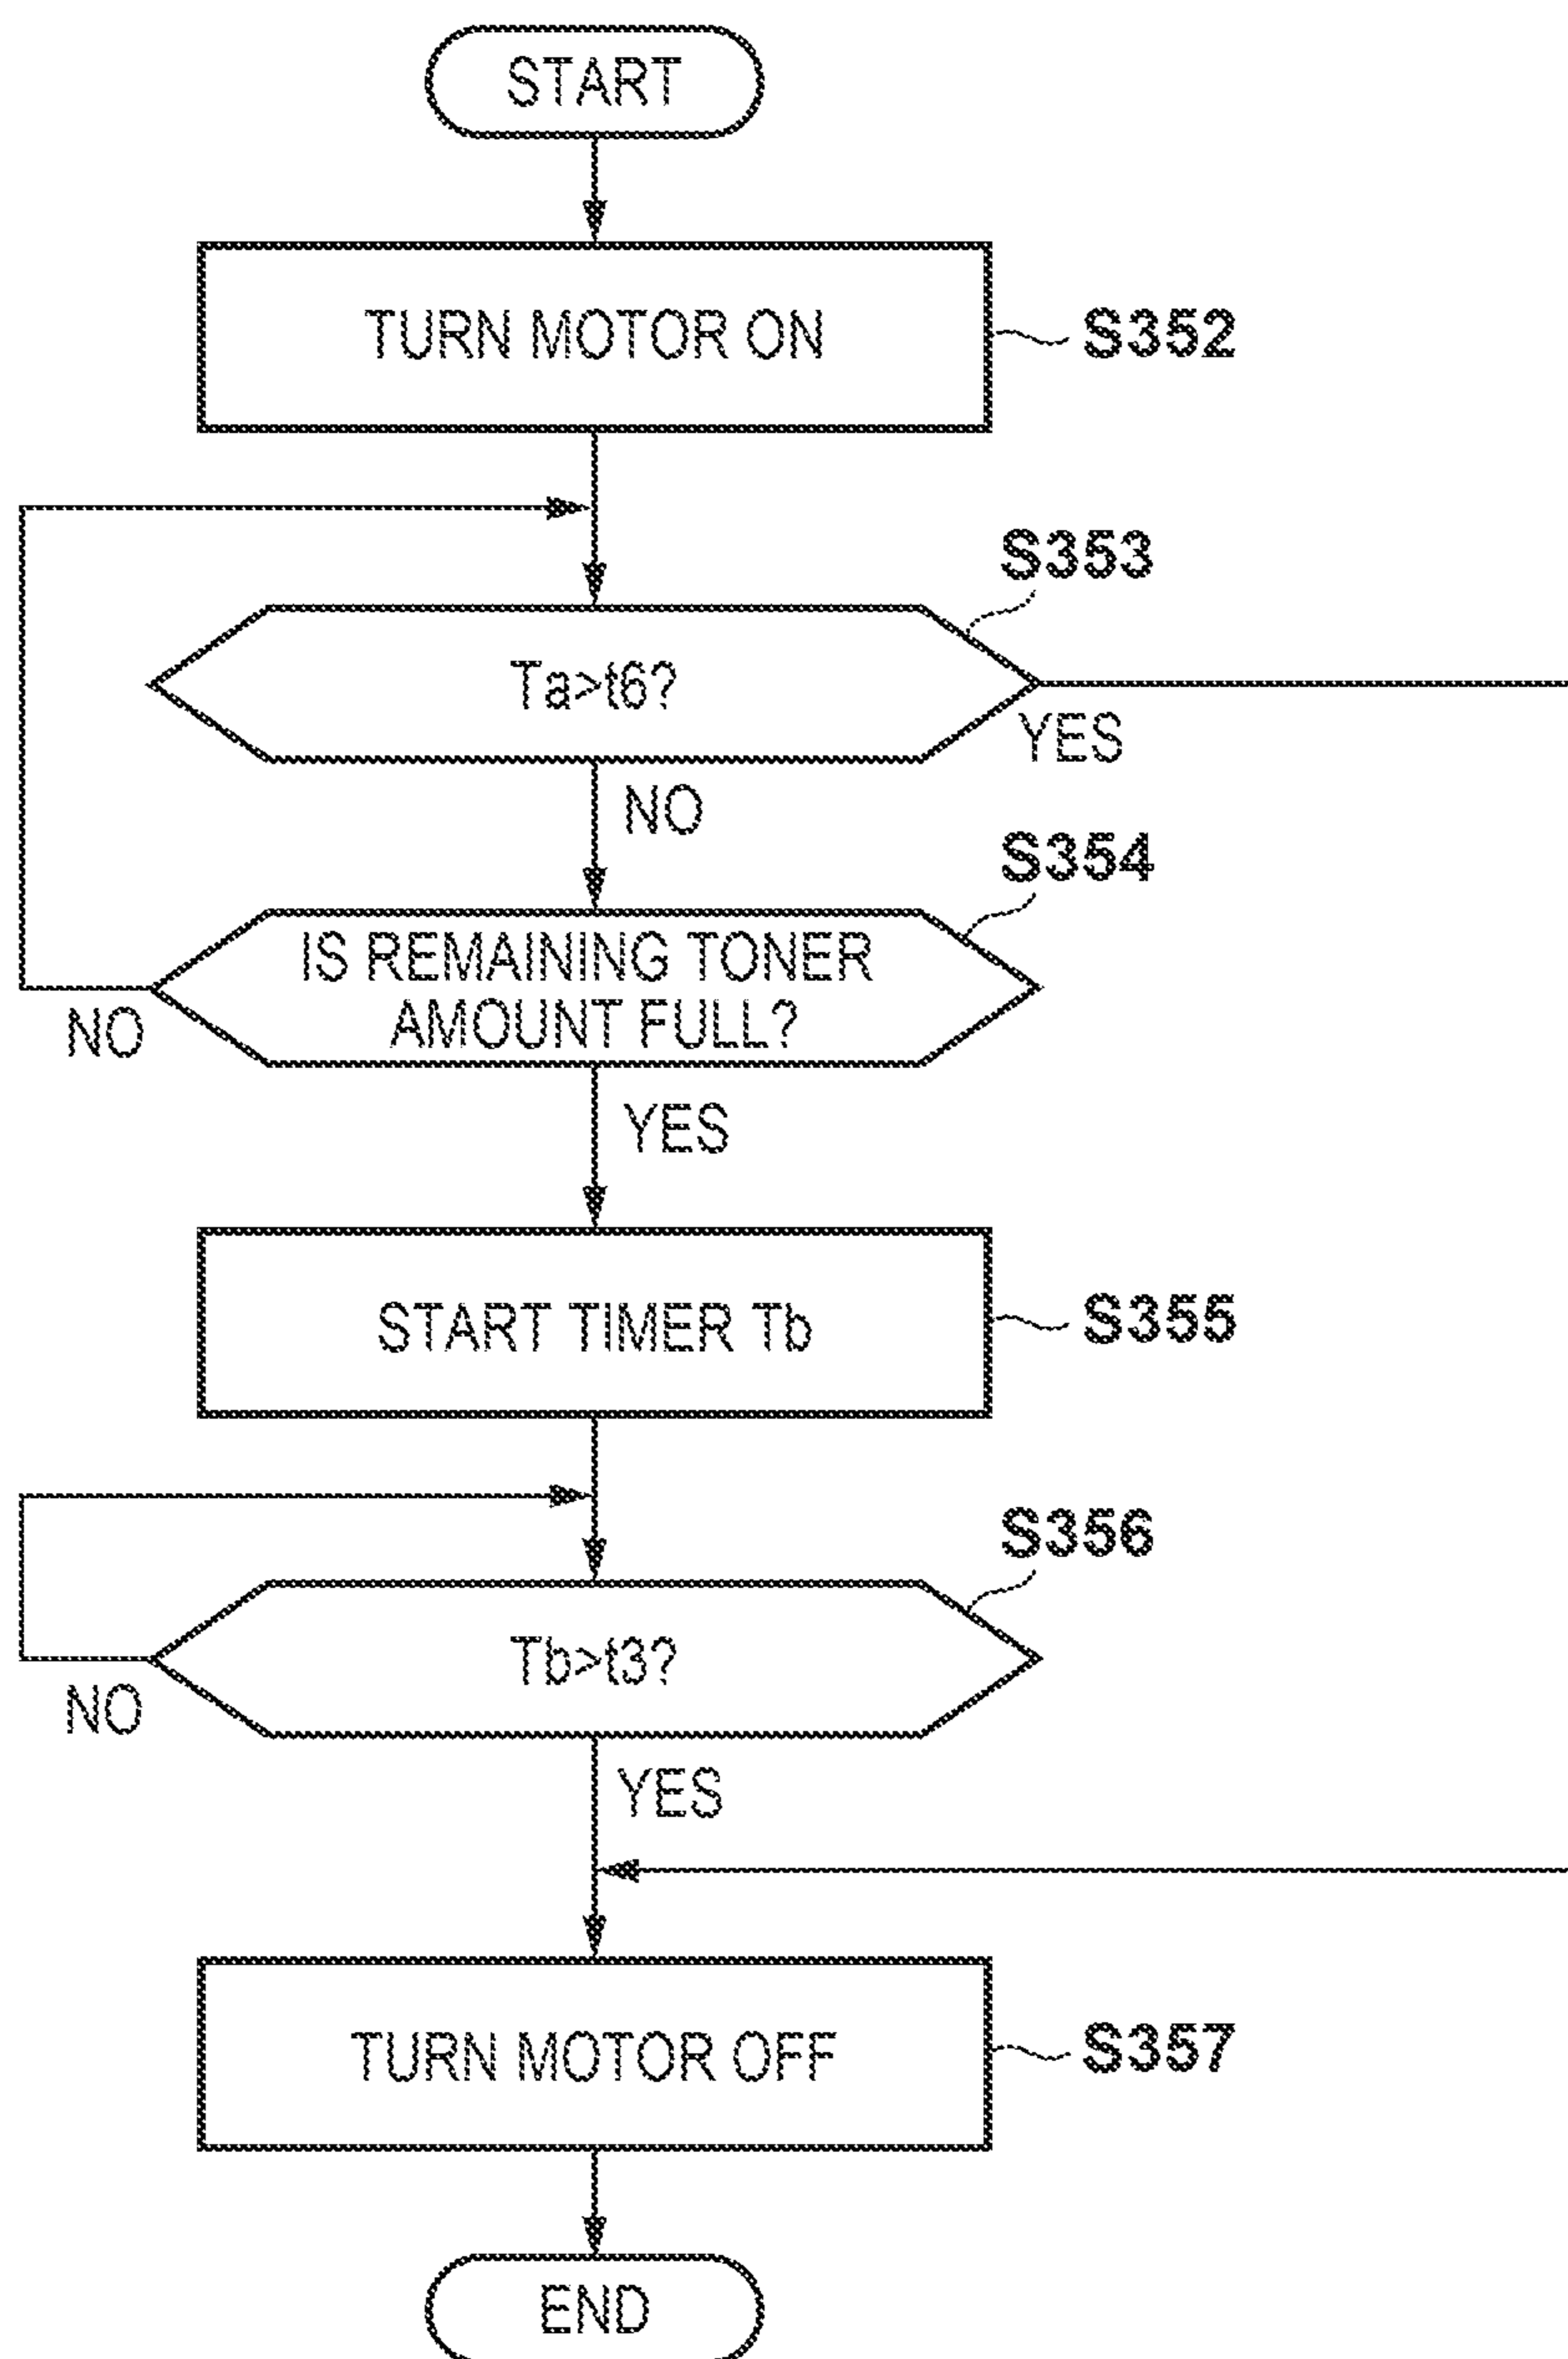 START
TURN MOTOR ON
S352
S353
Ta>t6?
YES
NO
S354
IS REMAINING TONER
AMOUNT FULL?
NO
YES
START TIMER Tb
S355
S356
Tb>t3?
NO
YES
TURN MOTOR OFF
S357
END